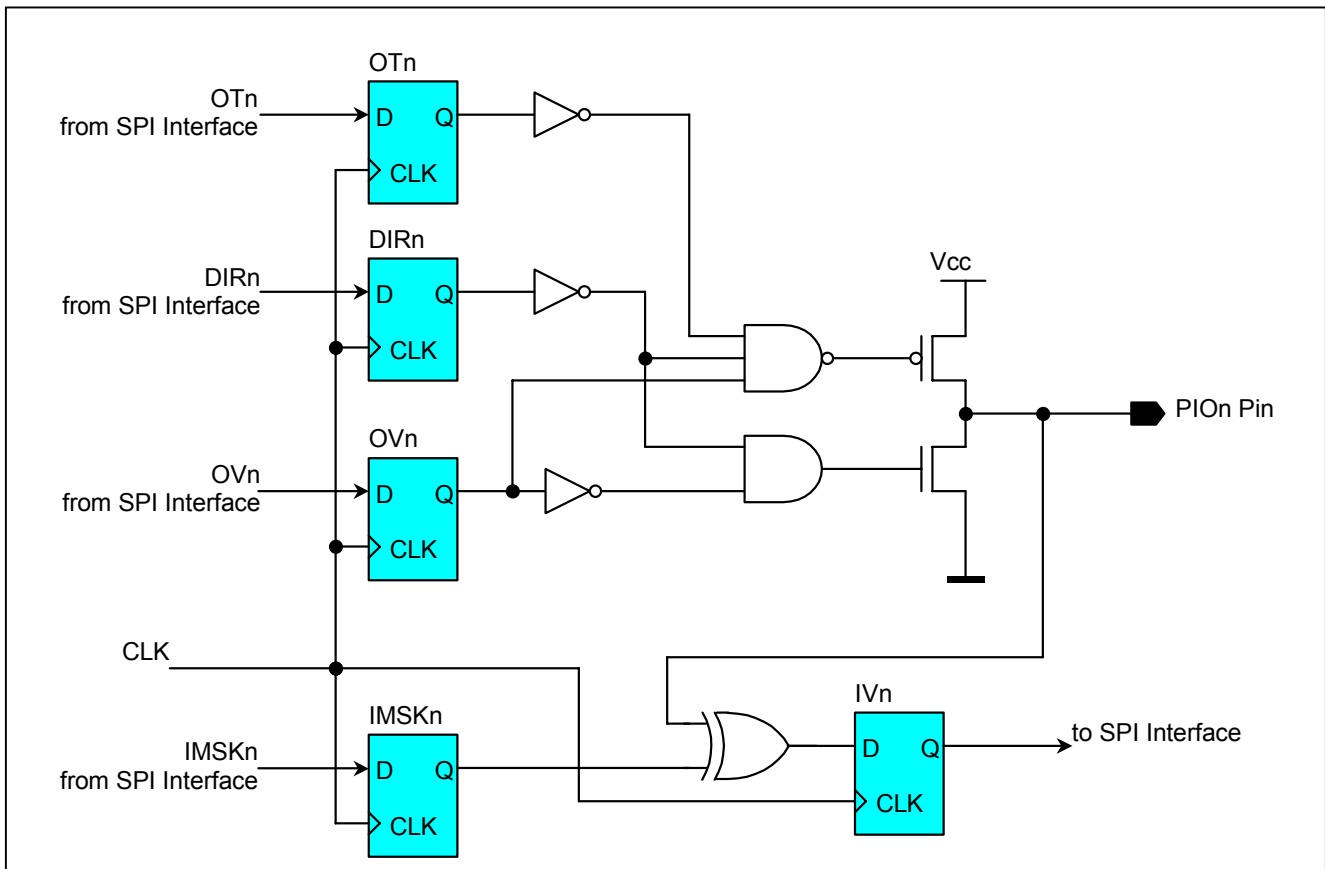 OTn
OTn
from SPI Interface
D Q
CLK
DIRn
DIRn
from SPI Interface
D Q
CLK
Vcc
PIOn Pin
OVn
OVn
from SPI Interface
D Q
CLK
CLK
IMSKn
IMSKn
from SPI Interface
D Q
CLK
IVn
D Q
CLK
to SPI Interface